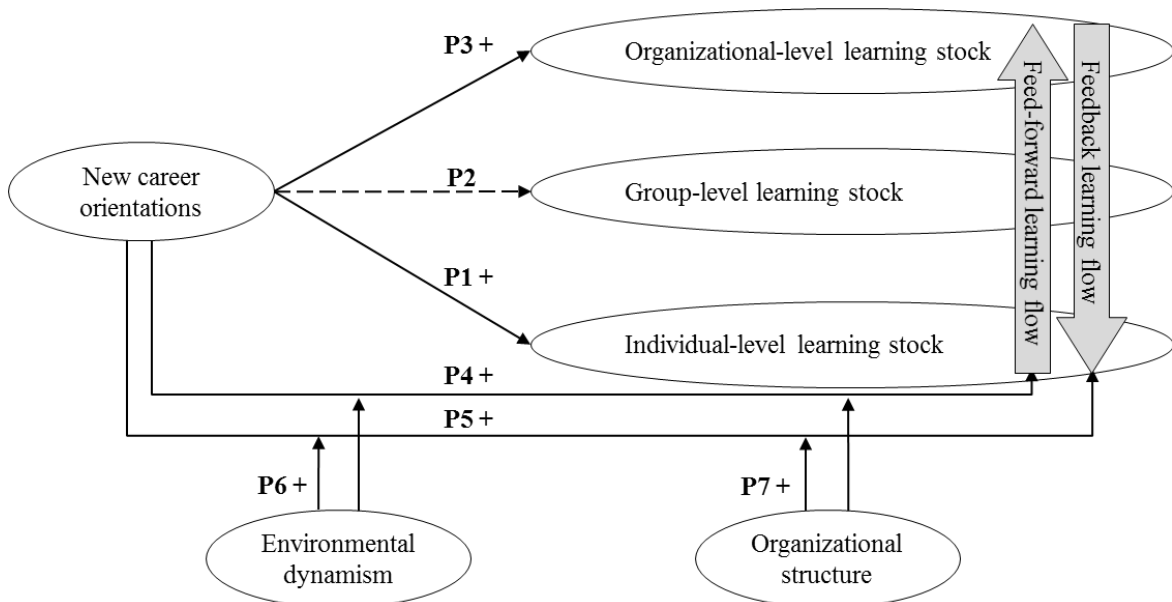 P3 +
Organizational-level learning stock
New career
orientations
P2
Group-level learning stock
P1 +
Individual-level learning stock
Feed-forward learning flow
Feedback learning flow
P4 +
P5 +
P6 +
P7 +
Environmental
dynamism
Organizational
structure